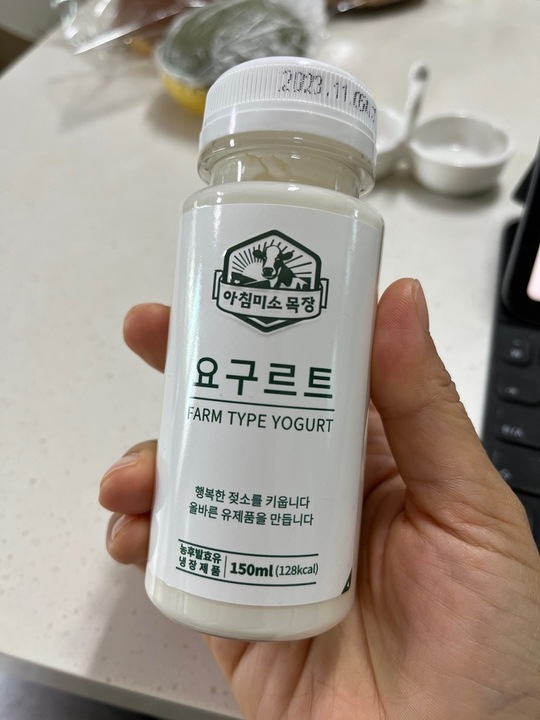 2023.11
아침미소목장
요구르트
FARM TYPE YOGURT
행복한 젖소를 키웁니다
올바른 유제품을 만듭니다
농후발효유
냉장제품
150ml (128kcal)